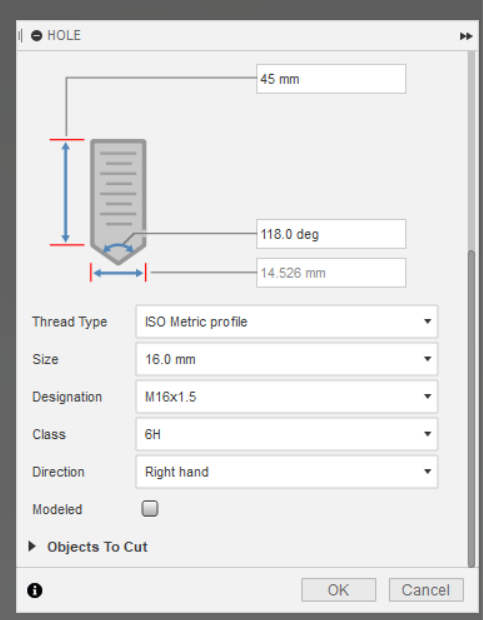 HOLE
45 mm
118.0 deg
14.526 mm
Thread Type ISO Metric profile
Size 16.0 mm
Designation M16x1.5
Class 6H
Direction Right hand
Modeled
Objects To Cut
OK Cancel